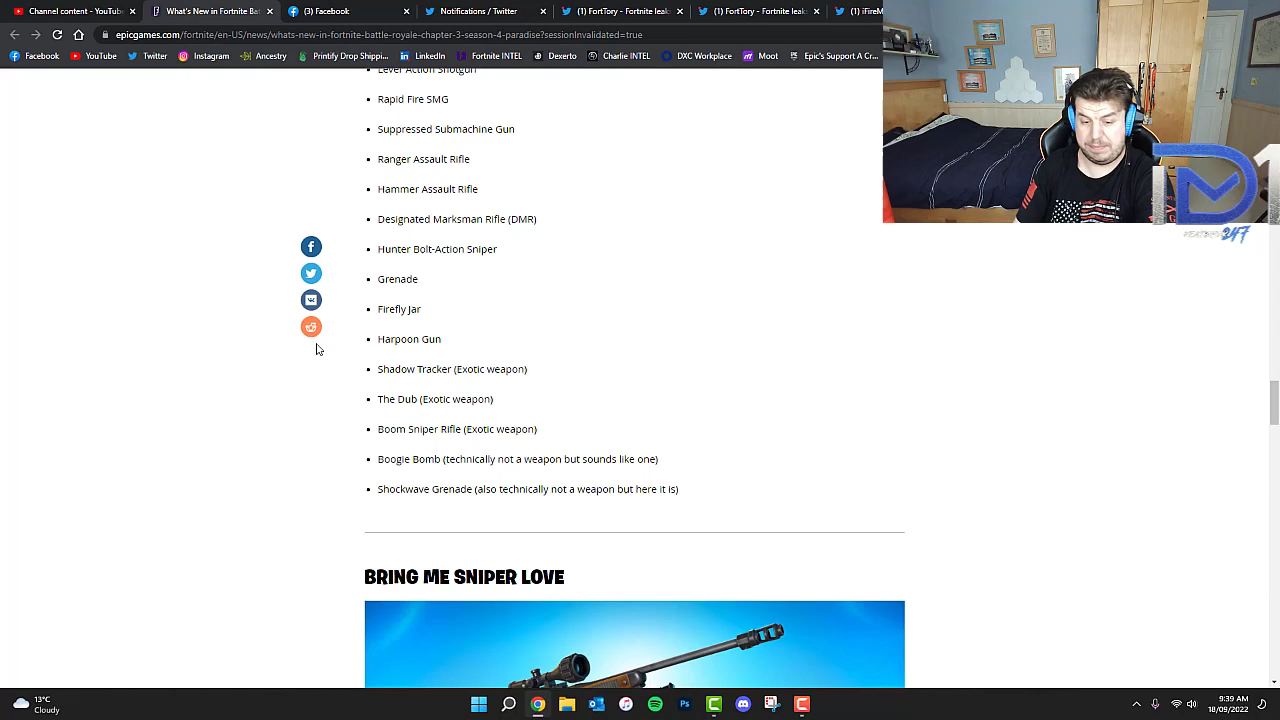 Channel content - YouTube
What's New in Fortnite Bat
(3) Facebook
Notifications / Twitter
(FortTory - Fortnite leak
(FortTory - Fortnite leak
(iFireM
epicgames.com/fortnite/en-US/news/whats-new-in-fortnite-battle-royale-chapter-3-season-4-paradise?sessionInvalidated=true
Facebook
YouTube
Twitter
Instagram
Ancestry
Printify Drop Shippi...
LinkedIn
Fortnite INTEL
Dexerto
Charlie INTEL
DXC Workplace
Moot
Epic's Support A Cr...
Lever Action Shotgun
Rapid Fire SMG
Suppressed Submachine Gun
Ranger Assault Rifle
Hammer Assault Rifle
Designated Marksman Rifle (DMR)
Hunter Bolt-Action Sniper
Grenade
Firefly Jar
Harpoon Gun
Shadow Tracker (Exotic weapon)
The Dub (Exotic weapon)
Boom Sniper Rifle (Exotic weapon)
Boogie Bomb (technically not a weapon but sounds like one)
Shockwave Grenade (also technically not a weapon but here it is)
BRING ME SNIPER LOVE
247
13°C
Cloudy
9:39 AM
18/09/2022